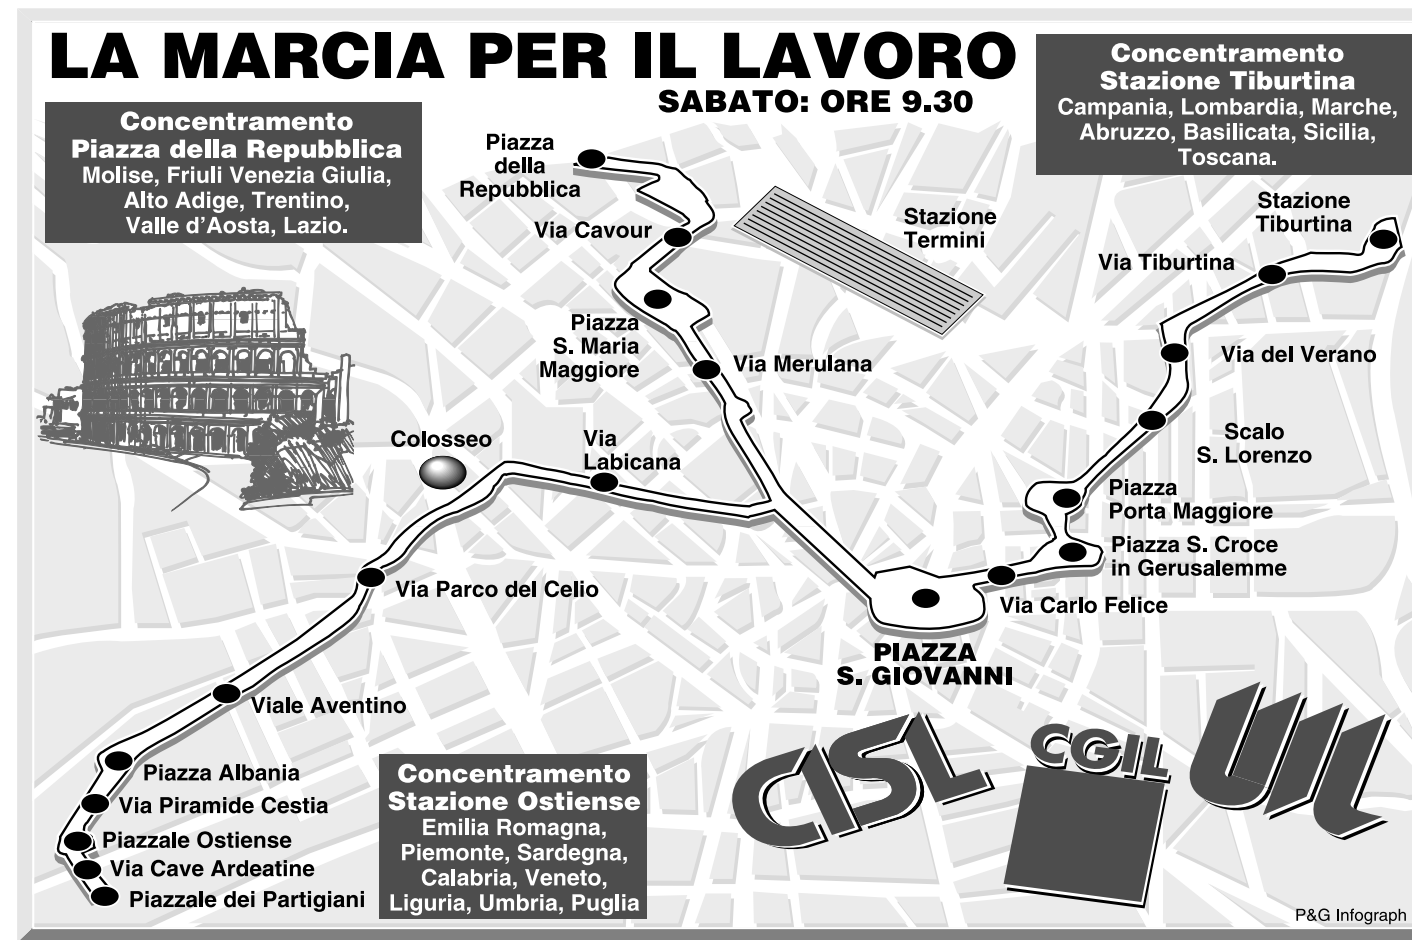 LA MARCIA PER IL LAVORO
SABATO: ORE 9.30
Concentramento
Piazza della Repubblica
Molise, Friuli Venezia Giulia,
Alto Adige, Trentino,
Valle d'Aosta, Lazio.
Concentramento
Stazione Tiburtina
Campania, Lombardia, Marche,
Abruzzo, Basilicata, Sicilia,
Toscana.
Piazza
della
Repubblica
Via Cavour
Stazione
Termini
Stazione
Tiburtina
Via Tiburtina
Piazza
S. Maria
Maggiore
Via Merulana
Via del Verano
Colosseo
Via
Labicana
Scalo
S. Lorenzo
Piazza
Porta Maggiore
Piazza S. Croce
in Gerusalemme
Via Parco del Celio
Via Carlo Felice
PIAZZA
S. GIOVANNI
Viale Aventino
Piazza Albania
Via Piramide Cestia
Piazzale Ostiense
Via Cave Ardeatine
Piazzale dei Partigiani
Concentramento
Stazione Ostiense
Emilia Romagna,
Piemonte, Sardegna,
Calabria, Veneto,
Liguria, Umbria, Puglia
CISL
CGIL
UIL
P&G Infograph